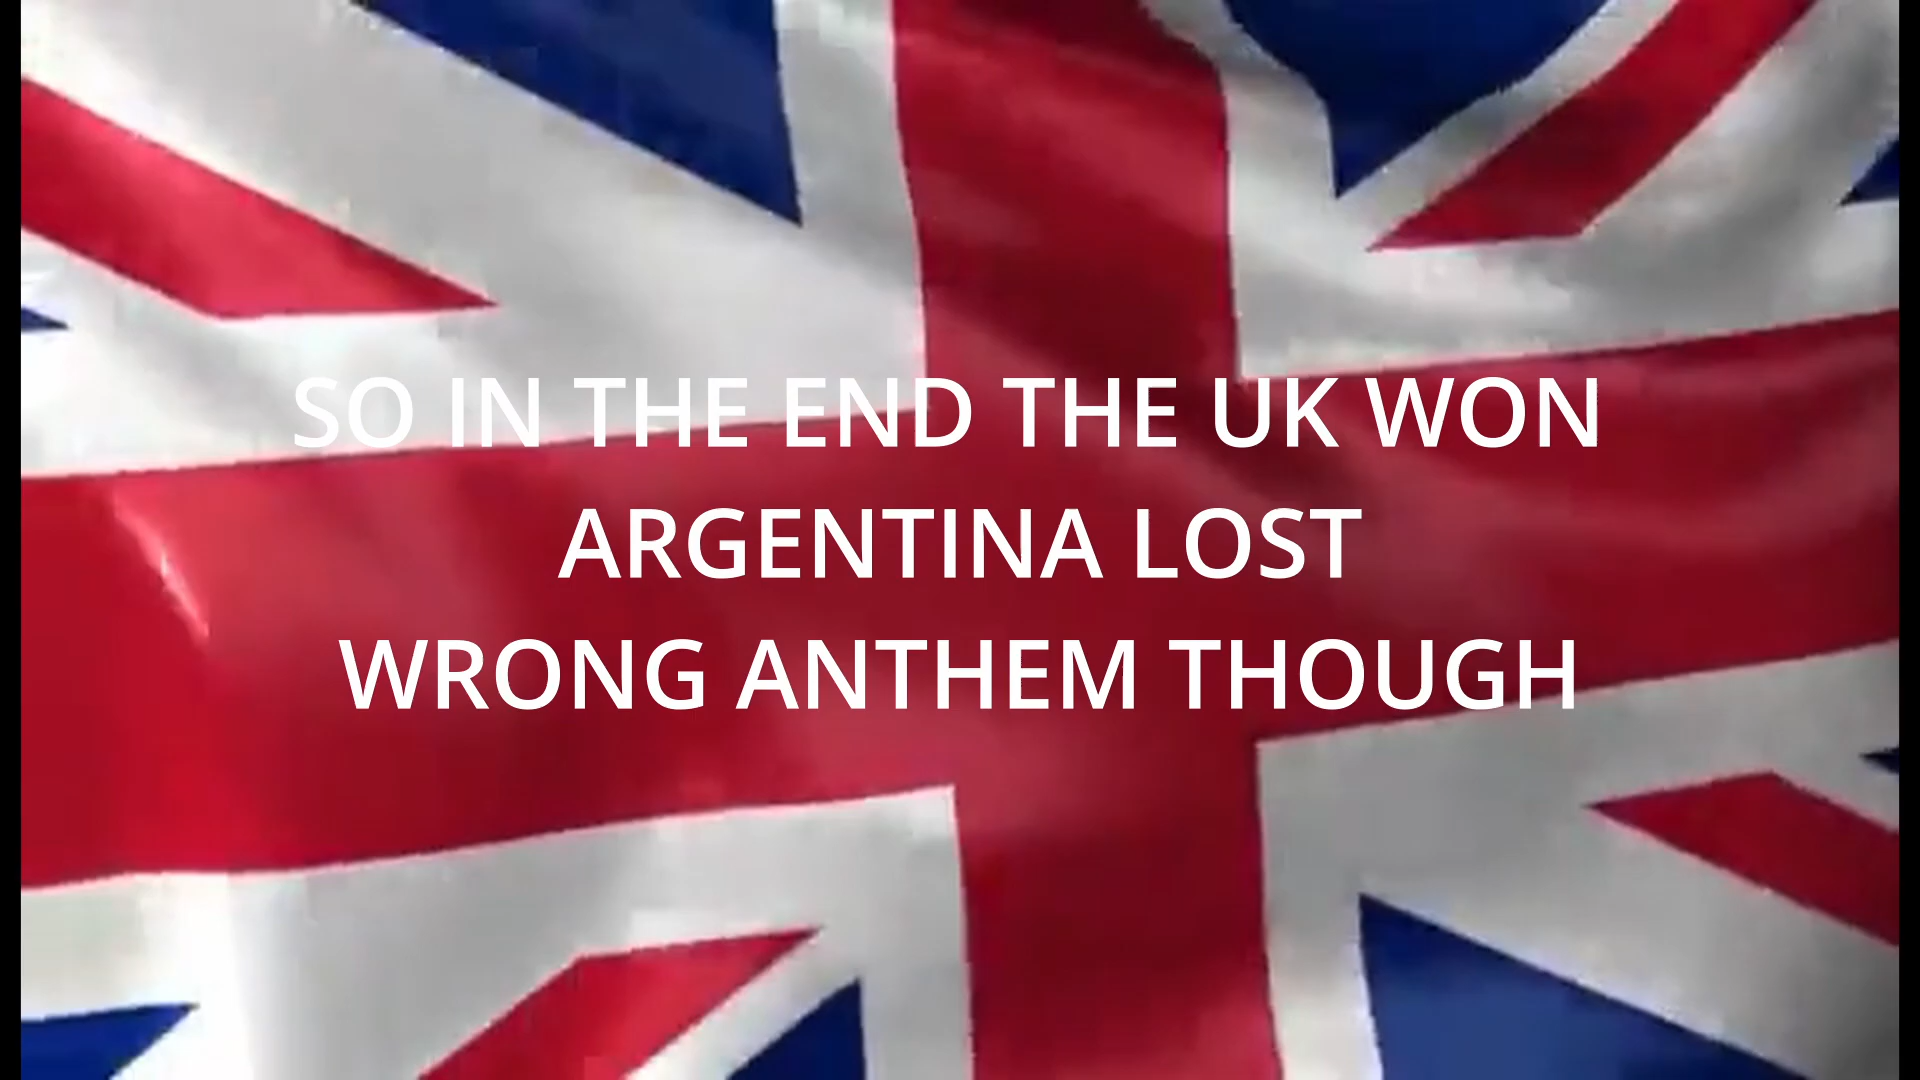 SO IN THE END THE UK WON
ARGENTINA LOST
WRONG ANTHEM THOUGH